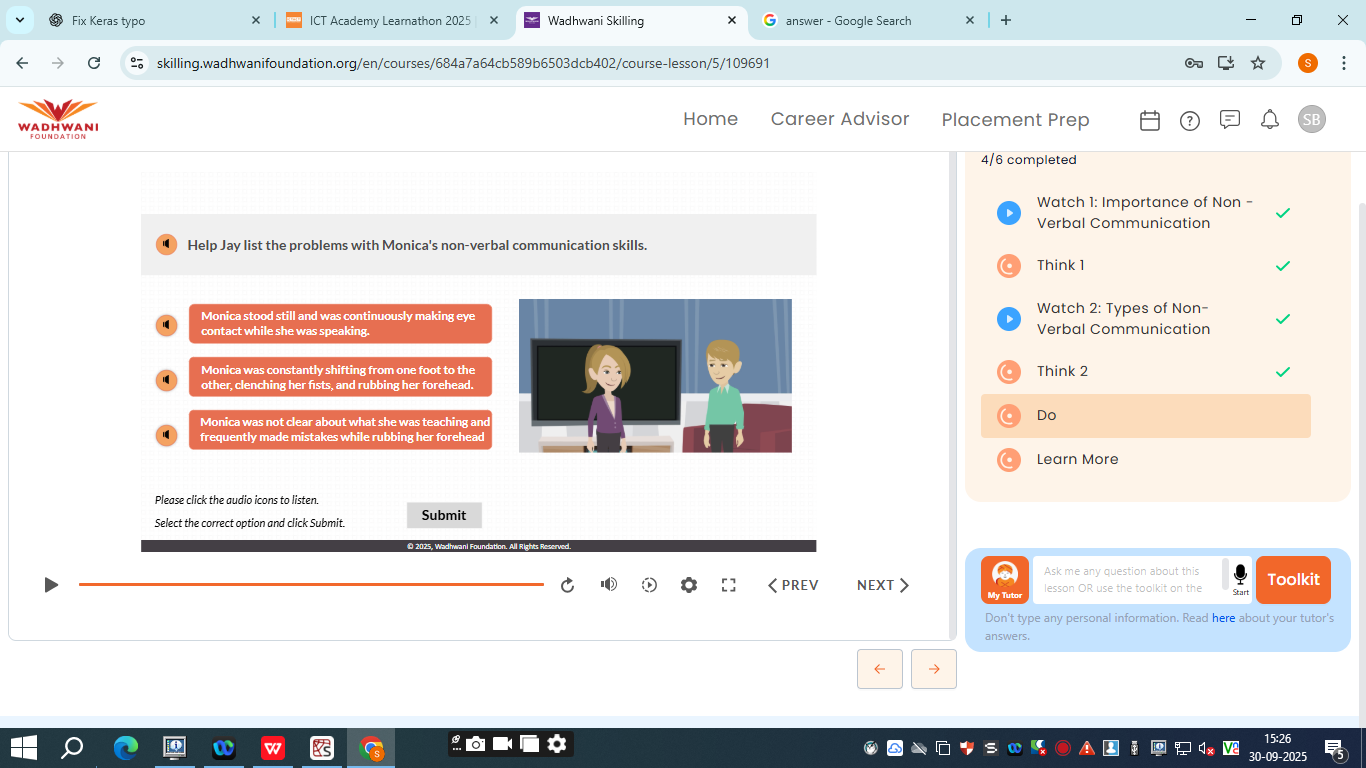 Fix Keras typo
ICT Academy Learnathon 2025
Wadhwani Skilling
answer - Google Search
skilling.wadhwanifoundation.org/en/courses/684a7a64cb589b6503dcb402/course-lesson/5/109691
S
WADHWANI
FOUNDATION
Home
Career Advisor
Placement Prep
SB
Help Jay list the problems with Monica's non-verbal communication skills.
Monica stood still and was continuously making eye
contact while she was speaking.
Monica was constantly shifting from one foot to the
other, clenching her fists, and rubbing her forehead.
Monica was not clear about what she was teaching and
frequently made mistakes while rubbing her forehead
Please click the audio icons to listen.
Select the correct option and click Submit.
Submit
© 2025, Wadhwani Foundation. All Rights Reserved.
PREV
NEXT
4/6 completed
Watch 1: Importance of Non -
Verbal Communication
Think 1
Watch 2: Types of Non-
Verbal Communication
Think 2
Do
Learn More
My Tutor
Ask me any question about this
lesson OR use the toolkit on the
Start
Toolkit
Don't type any personal information. Read here about your tutor's
answers.
15:26
30-09-2025
5